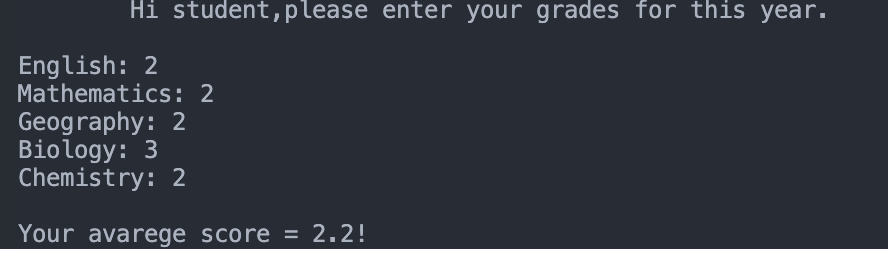 Hi student,please enter your grades for this year.
English: 2
Mathematics: 2
Geography: 2
Biology: 3
Chemistry: 2
Your avarege score = 2.2!